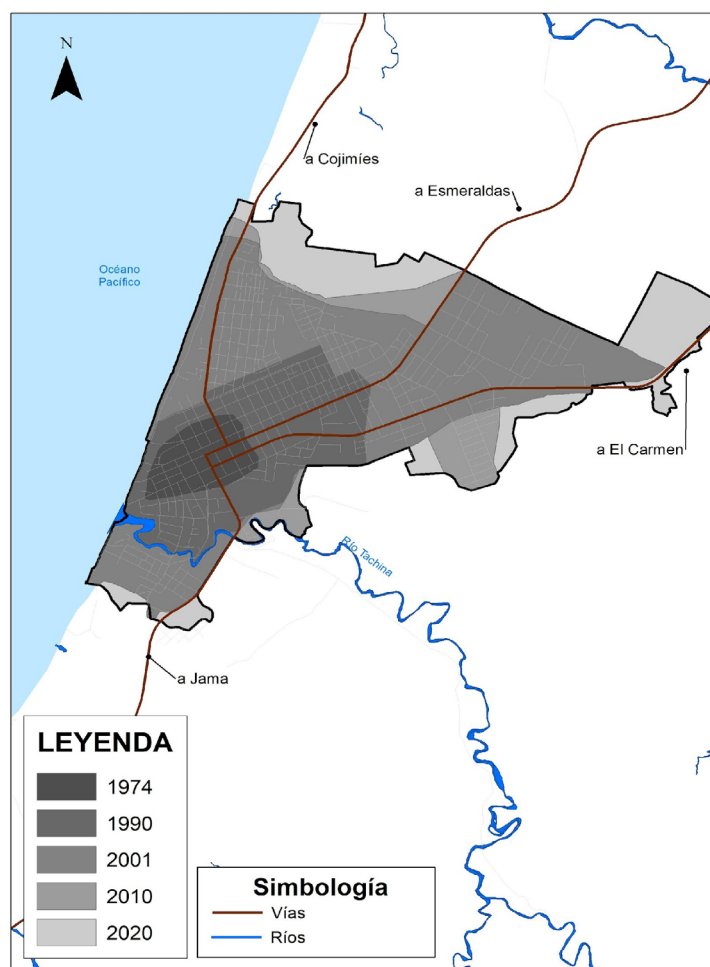 N
a Cojimíes
a Esmeraldas
Océano
Pacífico
a El Carmen
Río Tachina
a Jama
LEYENDA
1974
1990
2001
2010
2020
Simbología
Vías
Ríos